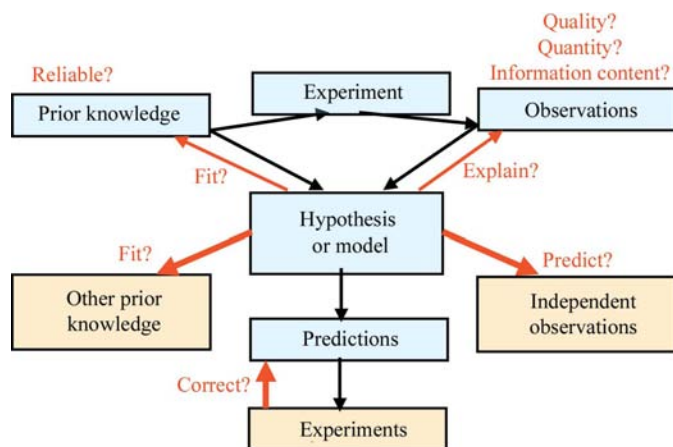 Quality?
Quantity?
Information content?
Reliable?
Prior knowledge
Experiment
Observations
Fit?
Explain?
Hypothesis
or model
Fit?
Predict?
Other prior
knowledge
Independent
observations
Predictions
Correct?
Experiments